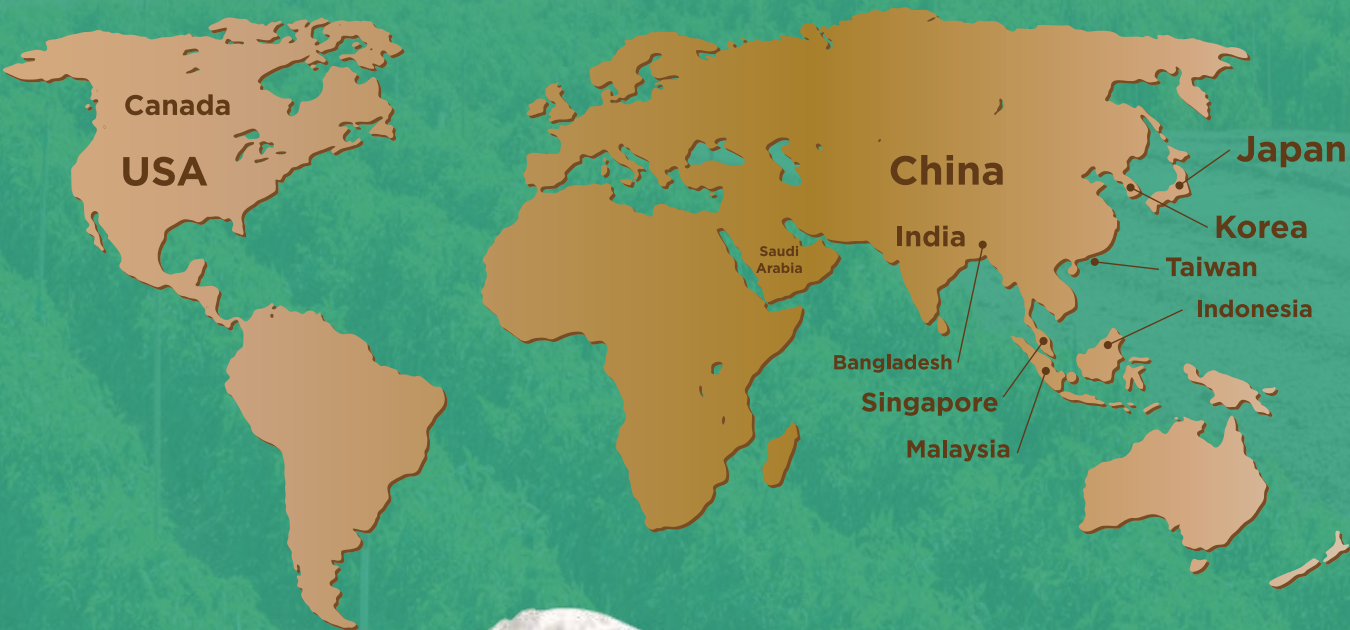 Canada
USA
China
Japan
Korea
India
Saudi
Arabia
Taiwan
Indonesia
Bangladesh
Singapore
Malaysia